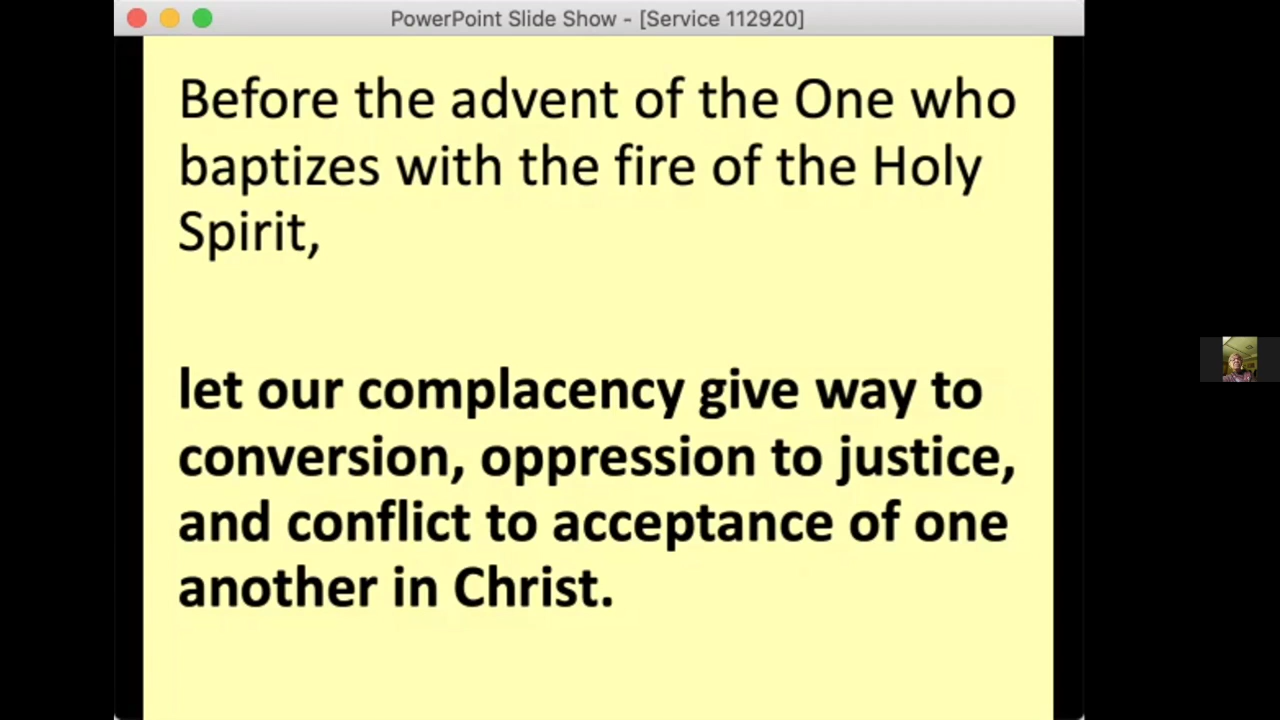 PowerPoint Slide Show - [Service 112920]
Before the advent of the One who
baptizes with the fire of the Holy
Spirit,
let our complacency give way to
conversion, oppression to justice,
and conflict to acceptance of one
another in Christ.